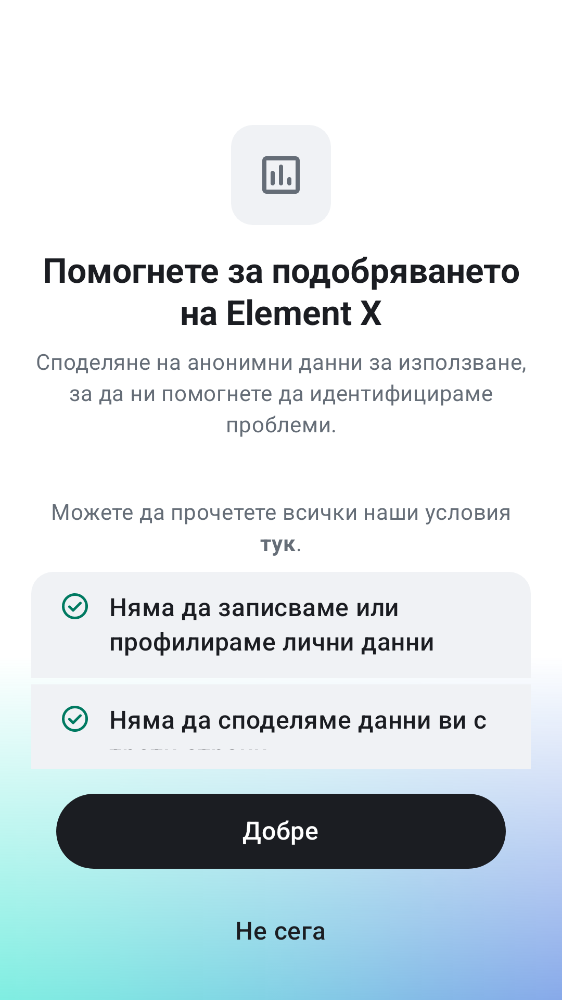 Помогнете за подобряването
на Element X
Споделяне на анонимни данни за използване,
за да ни помогнете да идентифицираме
проблеми.
Можете да прочетете всички наши условия
тук.
Няма да записваме или
профилираме лични данни
Няма да споделяме данни ви с
Добре
Не сега